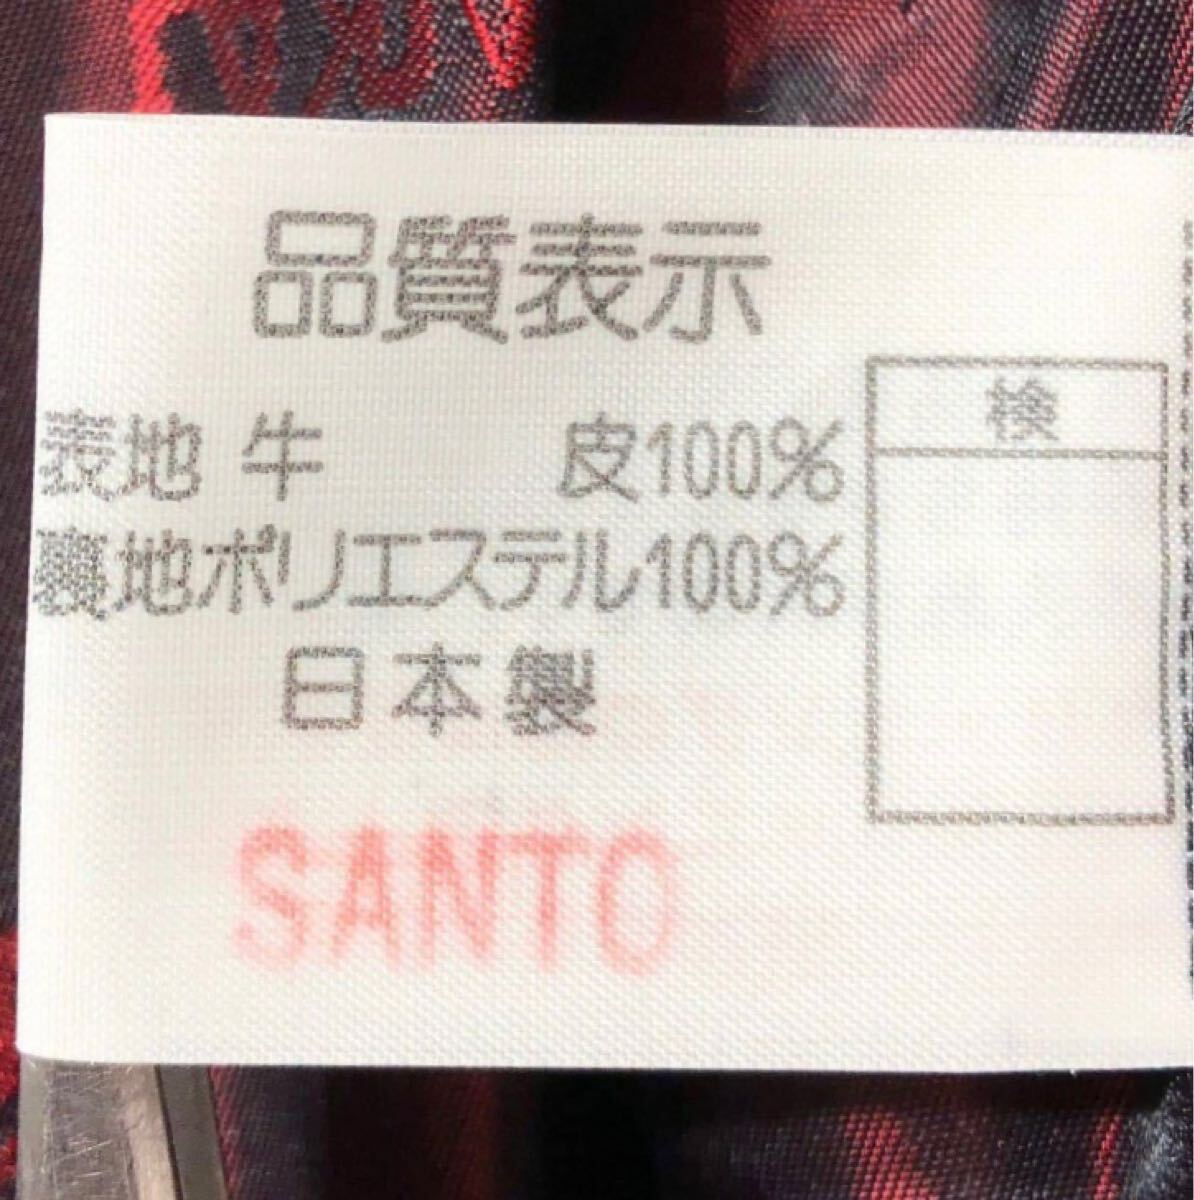 品質表示
検
表地 牛 皮100%
裏地ポリエステル100%
日本製
SANTO